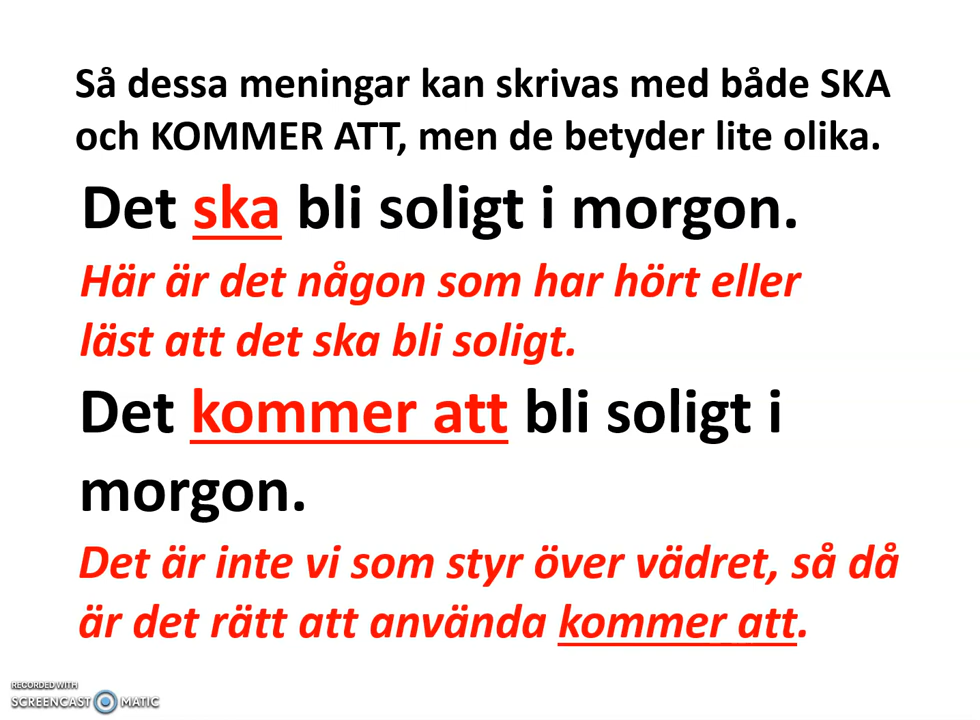 Så dessa meningar kan skrivas med både SKA
och KOMMER ATT, men de betyder lite olika.
Det ska bli soligt i morgon.
Här är det någon som har hört eller
läst att det ska bli soligt.
Det kommer att bli soligt i
morgon.
Det är inte vi som styr över vädret, så då
är det rätt att använda kommer att.
RECORDED WITH
SCREENCAST MATIC